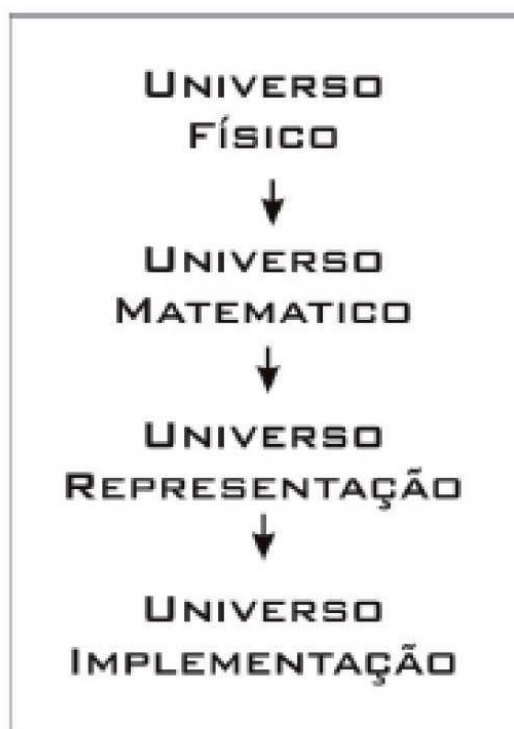 UNIVERSO
FÍSICO
UNIVERSO
MATEMATICO
UNIVERSO
REPRESENTAÇÃO
UNIVERSO
IMPLEMENTAÇÃO